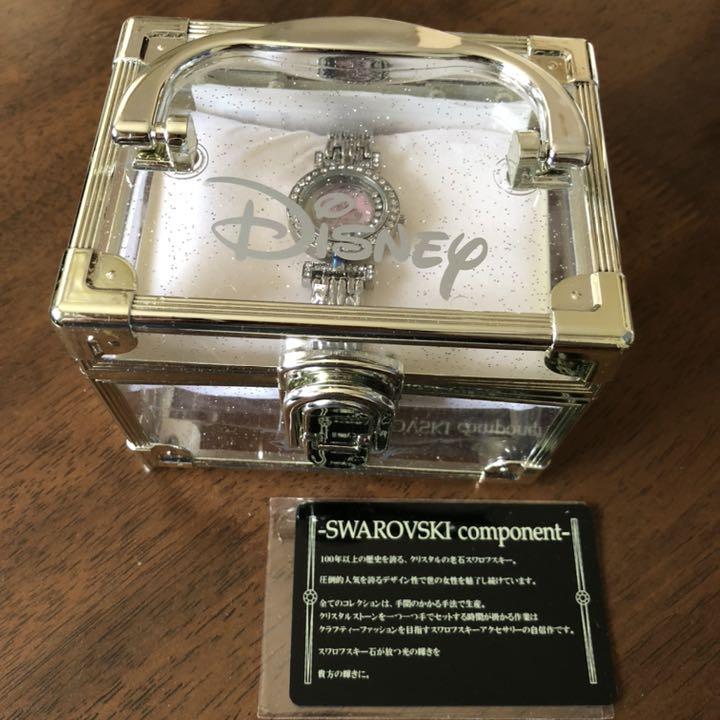 Disney
-SWAROVSKI component-
100年以上の歴史を誇る、クリスタルの老石スワロフスキー。
圧倒的人気を誇るデザイン性で世の女性を魅了し続けています。
全てのコレクションは、手間のかかる手法で生産。
クリスタルストーンを一つ一つ手でセットする時間が掛かる作業は
クラフティーファッションを目指すスワロフスキーアクセサリーの自信作です。
スワロフスキー石が放つ光の輝きを
貴方の輝きに。